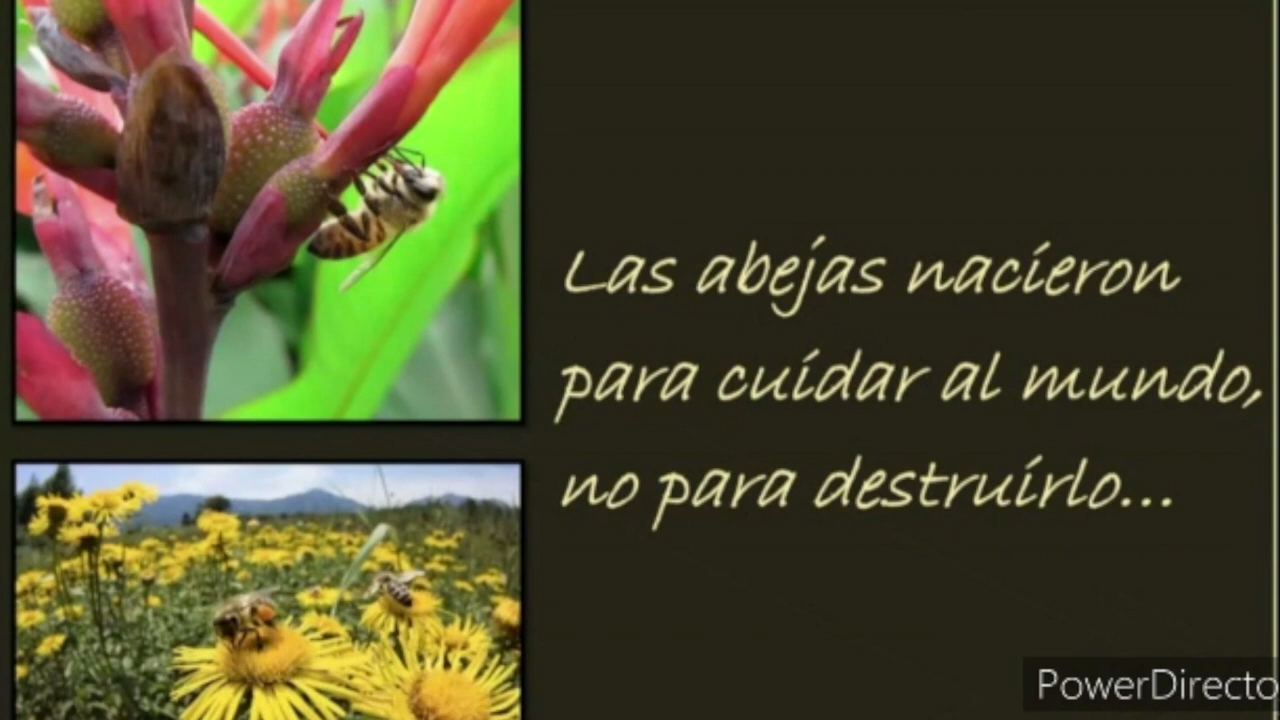 Las abejas nacieron
para cuidar al mundo,
no para destruirlo...
PowerDirecto